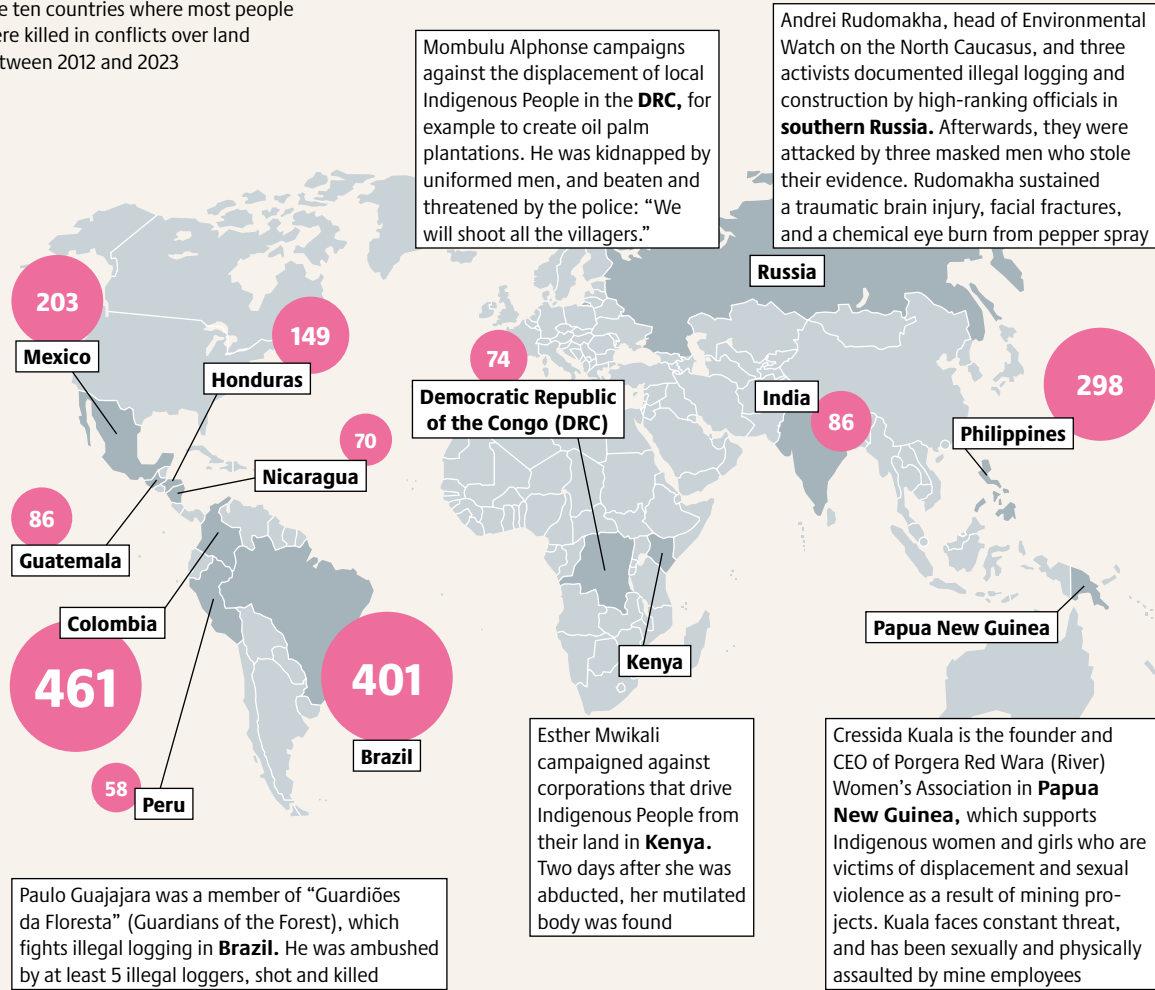 ten countries where most people
killed in conflicts over land
between 2012 and 2023
Mombulu Alphonse campaigns
against the displacement of local
Indigenous People in the DRC, for
example to create oil palm
plantations. He was kidnapped by
uniformed men, and beaten and
threatened by the police: “We
will shoot all the villagers.”
Andrei Rudomakha, head of Environmental
Watch on the North Caucasus, and three
activists documented illegal logging and
construction by high-ranking officials in
southern Russia. Afterwards, they were
attacked by three masked men who stole
their evidence. Rudomakha sustained
a traumatic brain injury, facial fractures,
and a chemical eye burn from pepper spray
Russia
203
Mexico
149
Honduras
74
Democratic Republic
of the Congo (DRC)
India
86
298
Philippines
70
Nicaragua
86
Guatemala
Colombia
461
401
Brazil
58
Peru
Kenya
Papua New Guinea
Esther Mwikali
campaigned against
corporations that drive
Indigenous People from
their land in Kenya.
Two days after she was
abducted, her mutilated
body was found
Cressida Kuala is the founder and
CEO of Porgera Red Wara (River)
Women’s Association in Papua
New Guinea, which supports
Indigenous women and girls who are
victims of displacement and sexual
violence as a result of mining pro-
jects. Kuala faces constant threat,
and has been sexually and physically
assaulted by mine employees
Paulo Guajajara was a member of “Guardiões
da Floresta” (Guardians of the Forest), which
fights illegal logging in Brazil. He was ambushed
by at least 5 illegal loggers, shot and killed